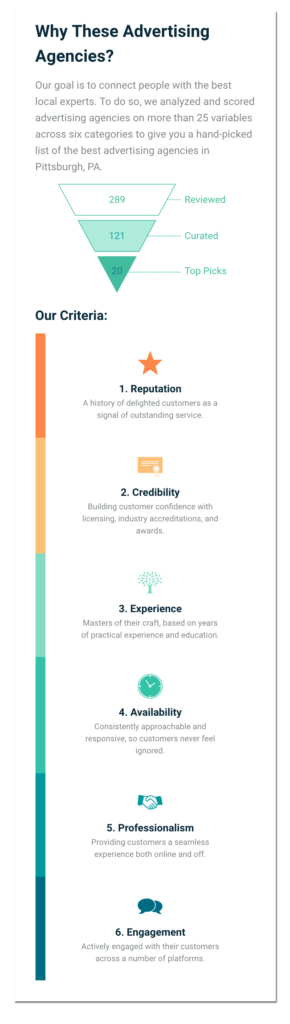 Why These Advertising
Agencies?
Our goal is to connect people with the best
local experts. To do so, we analyzed and scored
advertising agencies on more than 25 variables
across six categories to give you a hand-picked
list of the best advertising agencies in
Pittsburgh, PA.
289 Reviewed
121 Curated
20 Top Picks
Our Criteria:
1. Reputation
A history of delighted customers as a
signal of outstanding service.
2. Credibility
Building customer confidence with
licensing, industry accreditations, and
awards.
3. Experience
Masters of their craft, based on years
of practical experience and education.
4. Availability
Consistently approachable and
responsive, so customers never feel
ignored.
5. Professionalism
Providing customers a seamless
experience both online and off.
6. Engagement
Actively engaged with their customers
across a number of platforms.